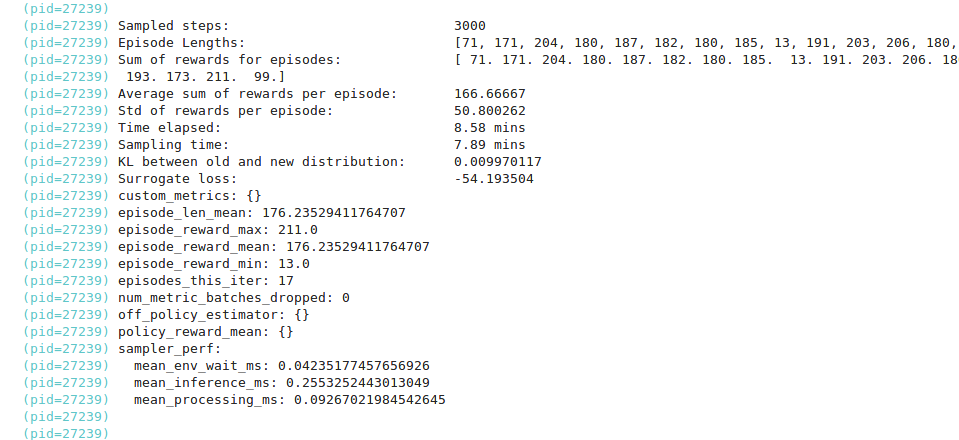 (pid=27239)
(pid=27239) Sampled steps: 3000
(pid=27239) Episode Lengths: [71, 171, 204, 180, 187, 182, 180, 185, 13, 191, 203, 206, 180,
(pid=27239) Sum of rewards for episodes: [ 71. 171. 204. 180. 187. 182. 180. 185.  13. 191. 203. 206. 18
(pid=27239)  193. 173. 211.  99.]
(pid=27239) Average sum of rewards per episode: 166.66667
(pid=27239) Std of rewards per episode: 50.800262
(pid=27239) Time elapsed: 8.58 mins
(pid=27239) Sampling time: 7.89 mins
(pid=27239) KL between old and new distribution: 0.009970117
(pid=27239) Surrogate loss: -54.193504
(pid=27239) custom_metrics: {}
(pid=27239) episode_len_mean: 176.23529411764707
(pid=27239) episode_reward_max: 211.0
(pid=27239) episode_reward_mean: 176.23529411764707
(pid=27239) episode_reward_min: 13.0
(pid=27239) episodes_this_iter: 17
(pid=27239) num_metric_batches_dropped: 0
(pid=27239) off_policy_estimator: {}
(pid=27239) policy_reward_mean: {}
(pid=27239) sampler_perf:
(pid=27239)   mean_env_wait_ms: 0.04235177457656926
(pid=27239)   mean_inference_ms: 0.2553252443013049
(pid=27239)   mean_processing_ms: 0.09267021984542645
(pid=27239)
(pid=27239)